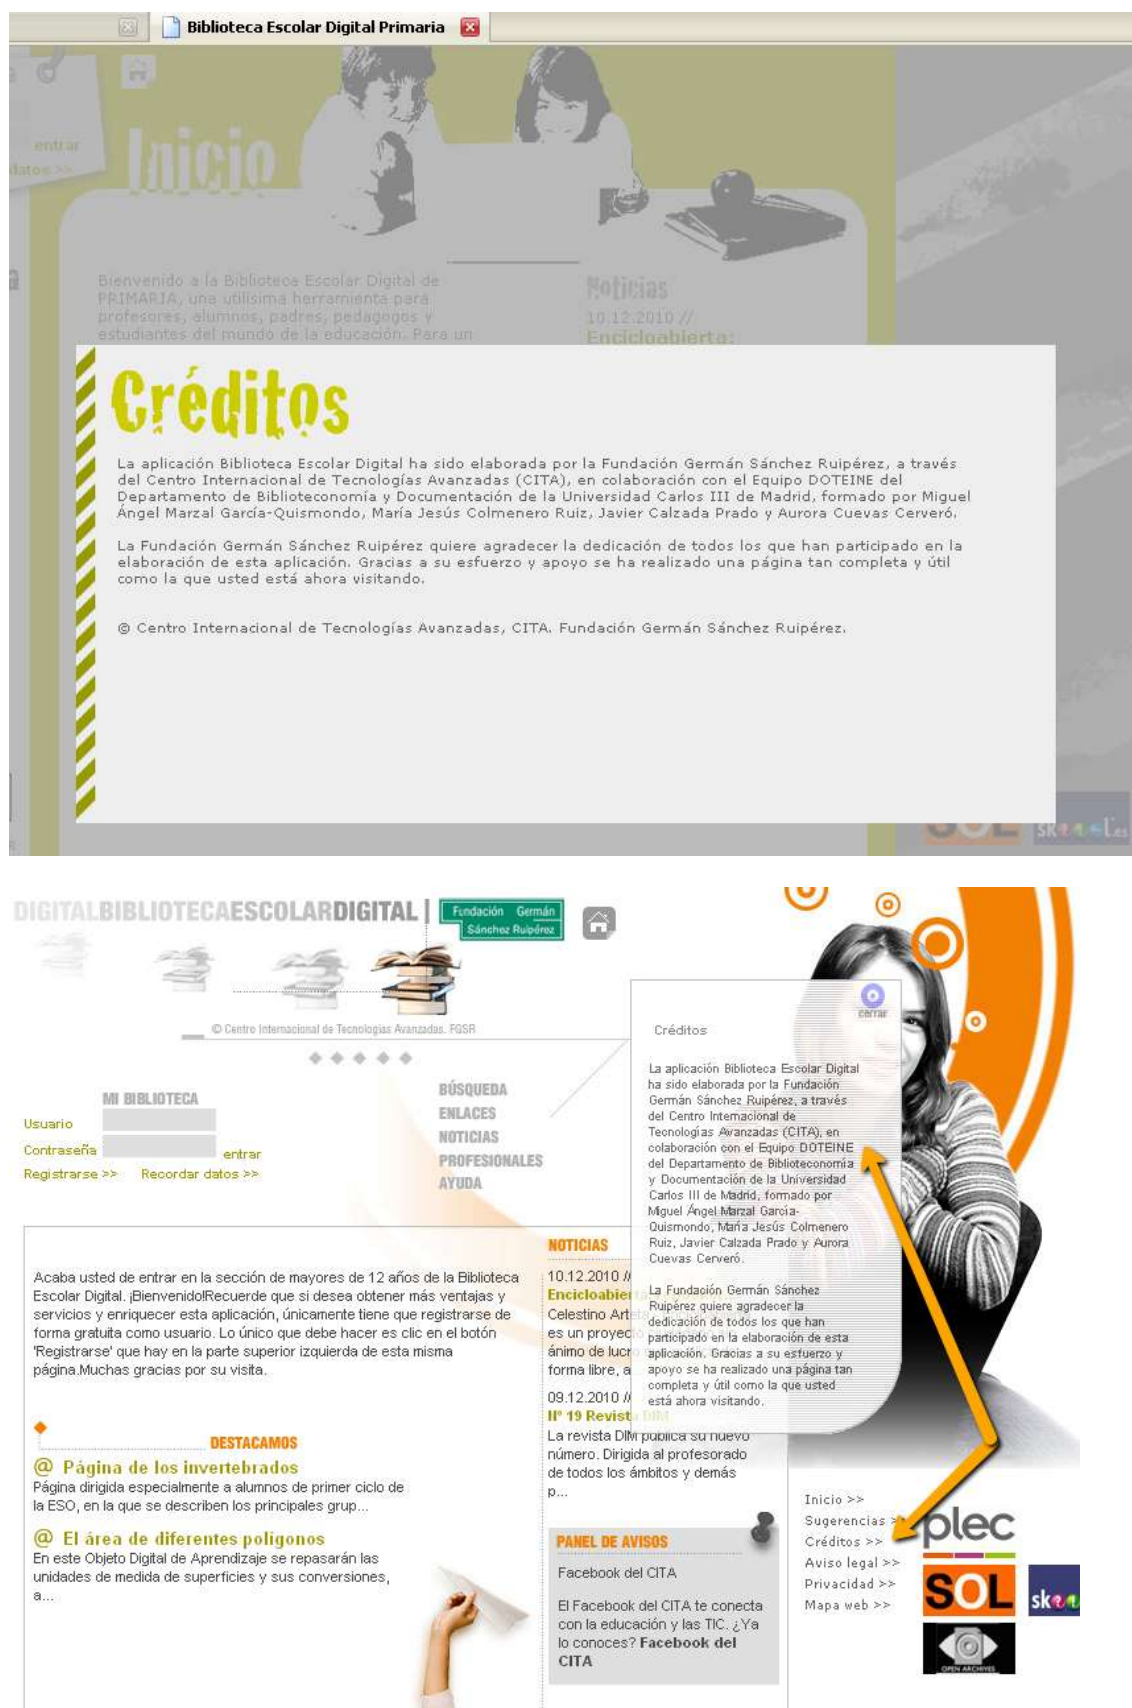 Biblioteca Escolar Digital Primaria
entrar
datos >>
Inicio
Bienvenido a la Biblioteca Escolar Digital de
PRIMARIA, una utilísima herramienta para
profesores, alumnos, padres, pedagogos y
estudiantes del mundo de la educación. Para un
Noticias
10.12.2010 //
Encicloabierta:
Créditos
La aplicación Biblioteca Escolar Digital ha sido elaborada por la Fundación Germán Sánchez Ruipérez, a través
del Centro Internacional de Tecnologías Avanzadas (CITA), en colaboración con el Equipo DOTEINE del
Departamento de Biblioteconomía y Documentación de la Universidad Carlos III de Madrid, formado por Miguel
Ángel Marzal García-Quismondo, María Jesús Colmenero Ruiz, Javier Calzada Prado y Aurora Cuevas Cerveró.
La Fundación Germán Sánchez Ruipérez quiere agradecer la dedicación de todos los que han participado en la
elaboración de esta aplicación. Gracias a su esfuerzo y apoyo se ha realizado una página tan completa y útil
como la que usted está ahora visitando.
© Centro Internacional de Tecnologías Avanzadas, CITA. Fundación Germán Sánchez Ruipérez.
SOL
DIGITALBIBLIOTECAESCOLARDIGITAL
Fundación Germán
Sánchez Ruipérez
© Centro Internacional de Tecnologías Avanzadas. FGSR
MI BIBLIOTECA
Usuario
Contraseña
entrar
Registrarse >> Recordar datos >>
BÚSQUEDA
ENLACES
NOTICIAS
PROFESIONALES
AYUDA
cerrar
Créditos
La aplicación Biblioteca Escolar Digital
ha sido elaborada por la Fundación
Germán Sánchez Ruipérez, a través
del Centro Internacional de
Tecnologías Avanzadas (CITA), en
colaboración con el Equipo DOTEINE
del Departamento de Biblioteconomía
y Documentación de la Universidad
Carlos III de Madrid, formado por
Miguel Ángel Marzal García-
Quismondo, María Jesús Colmenero
Ruiz, Javier Calzada Prado y Aurora
Cuevas Cerveró.
La Fundación Germán Sánchez
Ruipérez quiere agradecer la
dedicación de todos los que han
participado en la elaboración de esta
aplicación. Gracias a su esfuerzo y
apoyo se ha realizado una página tan
completa y útil como la que usted
está ahora visitando.
Acaba usted de entrar en la sección de mayores de 12 años de la Biblioteca
Escolar Digital. ¡Bienvenido!Recuerde que si desea obtener más ventajas y
servicios y enriquecer esta aplicación, únicamente tiene que registrarse de
forma gratuita como usuario. Lo único que debe hacer es clic en el botón
'Registrarse' que hay en la parte superior izquierda de esta misma
página.Muchas gracias por su visita.
DESTACAMOS
@ Página de los invertebrados
Página dirigida especialmente a alumnos de primer ciclo de
la ESO, en la que se describen los principales grup...
@ El área de diferentes polígonos
En este Objeto Digital de Aprendizaje se repasarán las
unidades de medida de superficies y sus conversiones,
a...
NOTICIAS
10.12.2010 //
Encicloabierta
Celestino
es un proyecto
ánimo de lucro
forma libre, a
09.12.2010 //
Nº 19 Revista DIM
La revista DIM publica su nuevo
número. Dirigida al profesorado
de todos los ámbitos y demás
p...
PANEL DE AVISOS
Facebook del CITA
El Facebook del CITA te conecta
con la educación y las TIC. ¿Ya
lo conoces? Facebook del
CITA
Inicio >>
Sugerencias >
Créditos >>
Aviso legal >>
Privacidad >>
Mapa web >>
plec
SOL
OPEN ARCHIVES